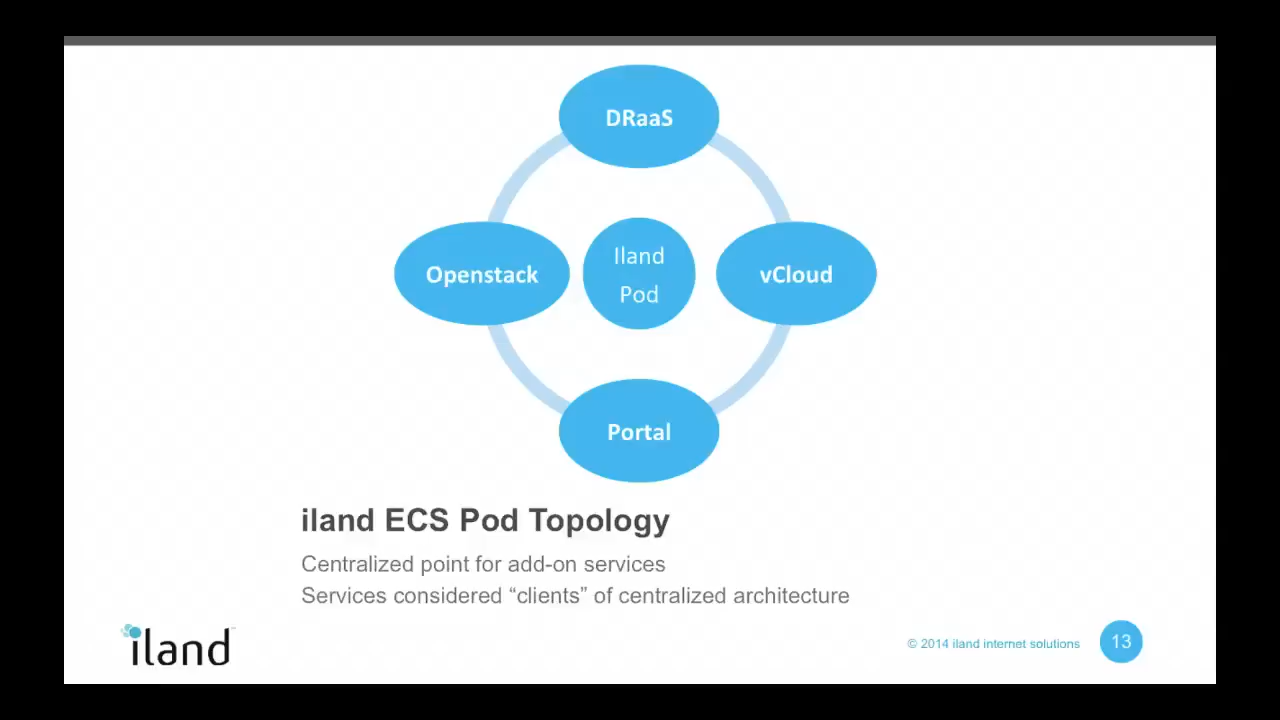 DRaaS
Openstack
Iland
Pod
vCloud
Portal
iland ECS Pod Topology
Centralized point for add-on services
Services considered “clients” of centralized architecture
iland
© 2014 iland internet solutions
13